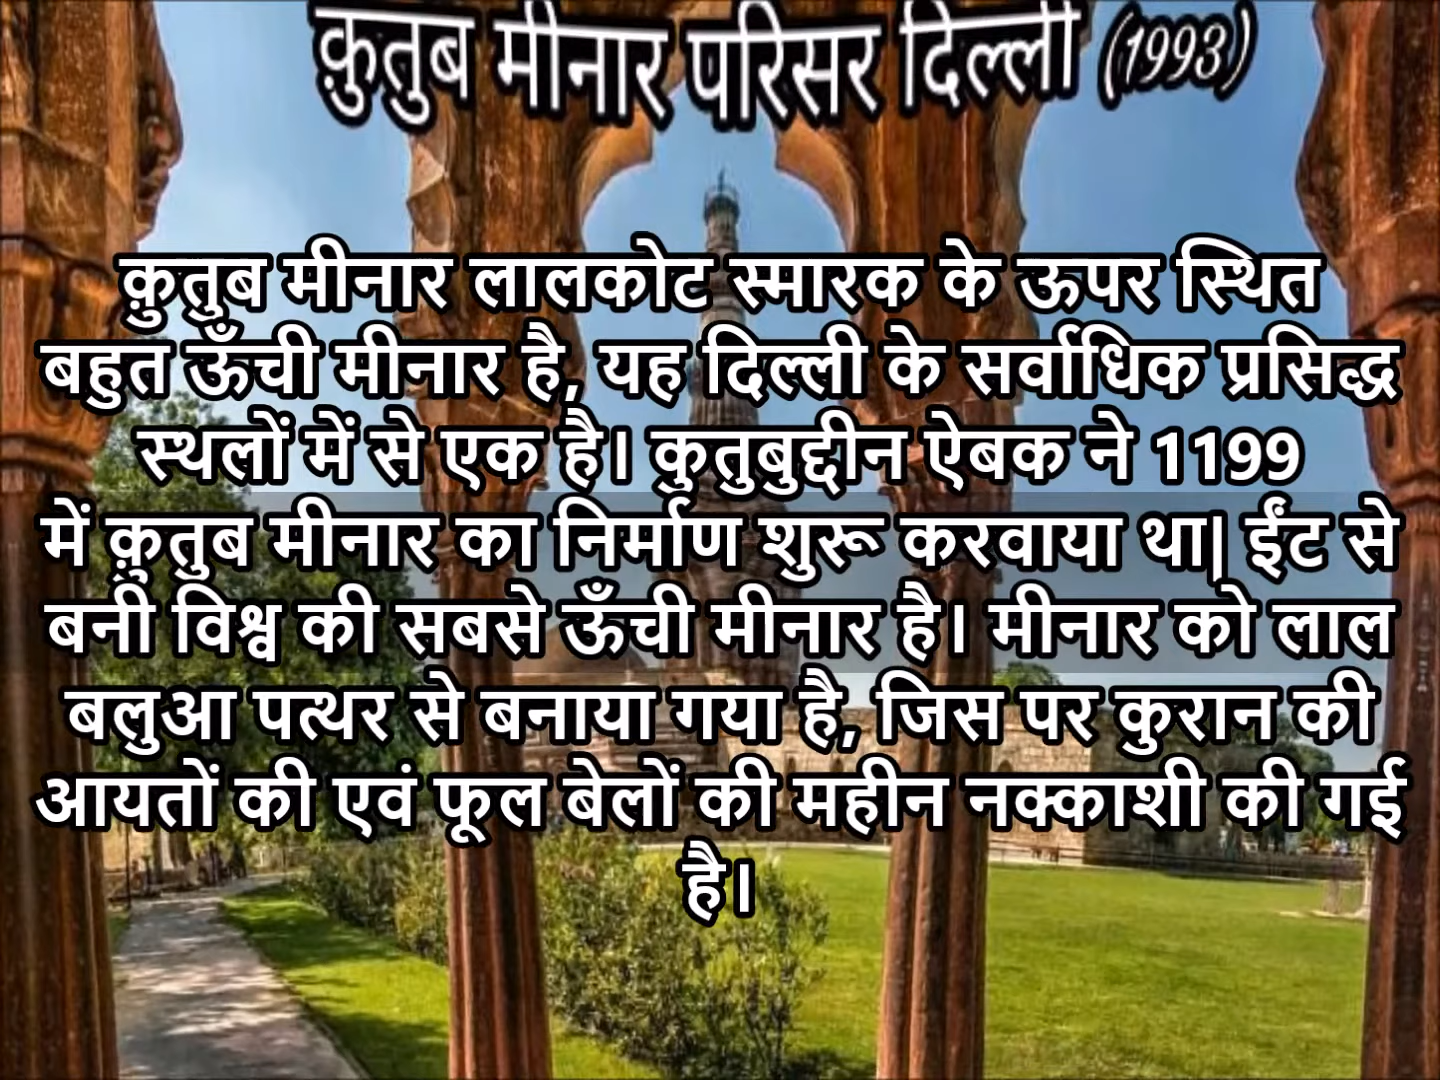 क़ुतुब मीनार परिसर दिल्ली (1993)
क़ुतुब मीनार लालकोट स्मारक के ऊपर स्थित
बहुत ऊँची मीनार है, यह दिल्ली के सर्वाधिक प्रसिद्ध
स्थलों में से एक है। कुतुबुद्दीन ऐबक ने 1199
में क़ुतुब मीनार का निर्माण शुरू करवाया था| ईंट से
बनी विश्व की सबसे ऊँची मीनार है। मीनार को लाल
बलुआ पत्थर से बनाया गया है, जिस पर कुरान की
आयतों की एवं फूल बेलों की महीन नक्काशी की गई
है।